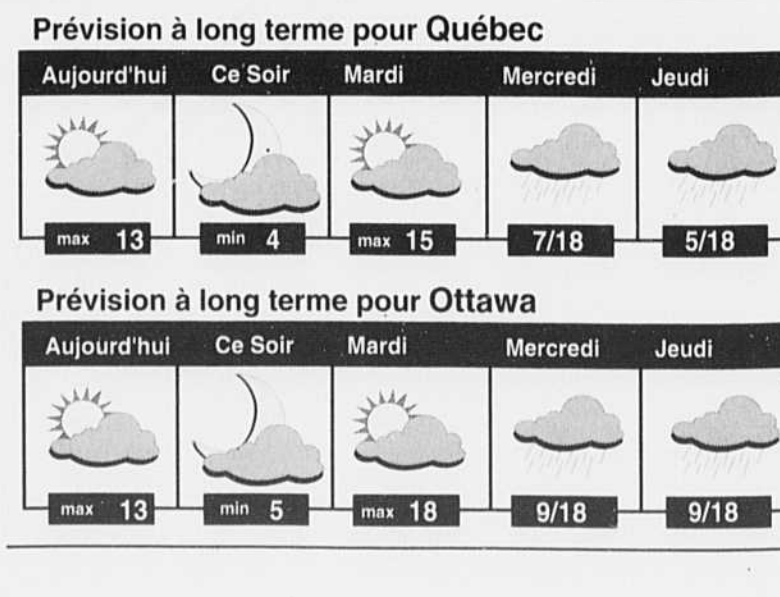 Prévision à long terme pour Québec
Aujourd'hui Ce Soir Mardi Mercredi Jeudi
max 13 min 4 max 15 7/18 5/18
Prévision à long terme pour Ottawa
Aujourd'hui Ce Soir Mardi Mercredi Jeudi
max 13 min 5 max 18 9/18 9/18